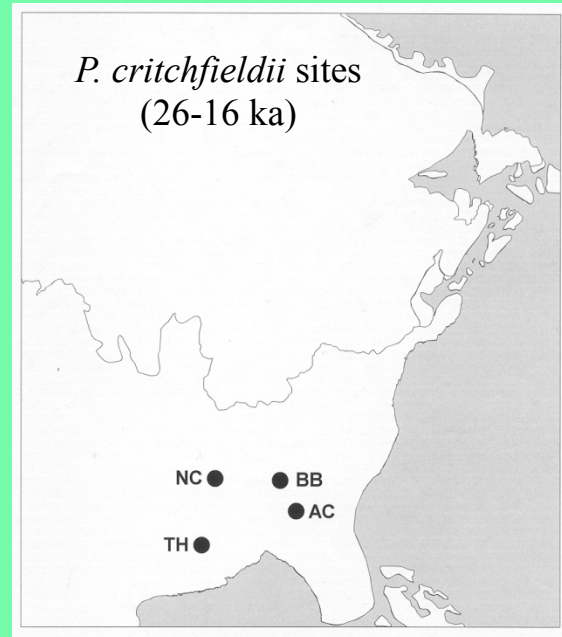 P. critchfieldii sites
(26-16 ka)
NC
BB
AC
TH